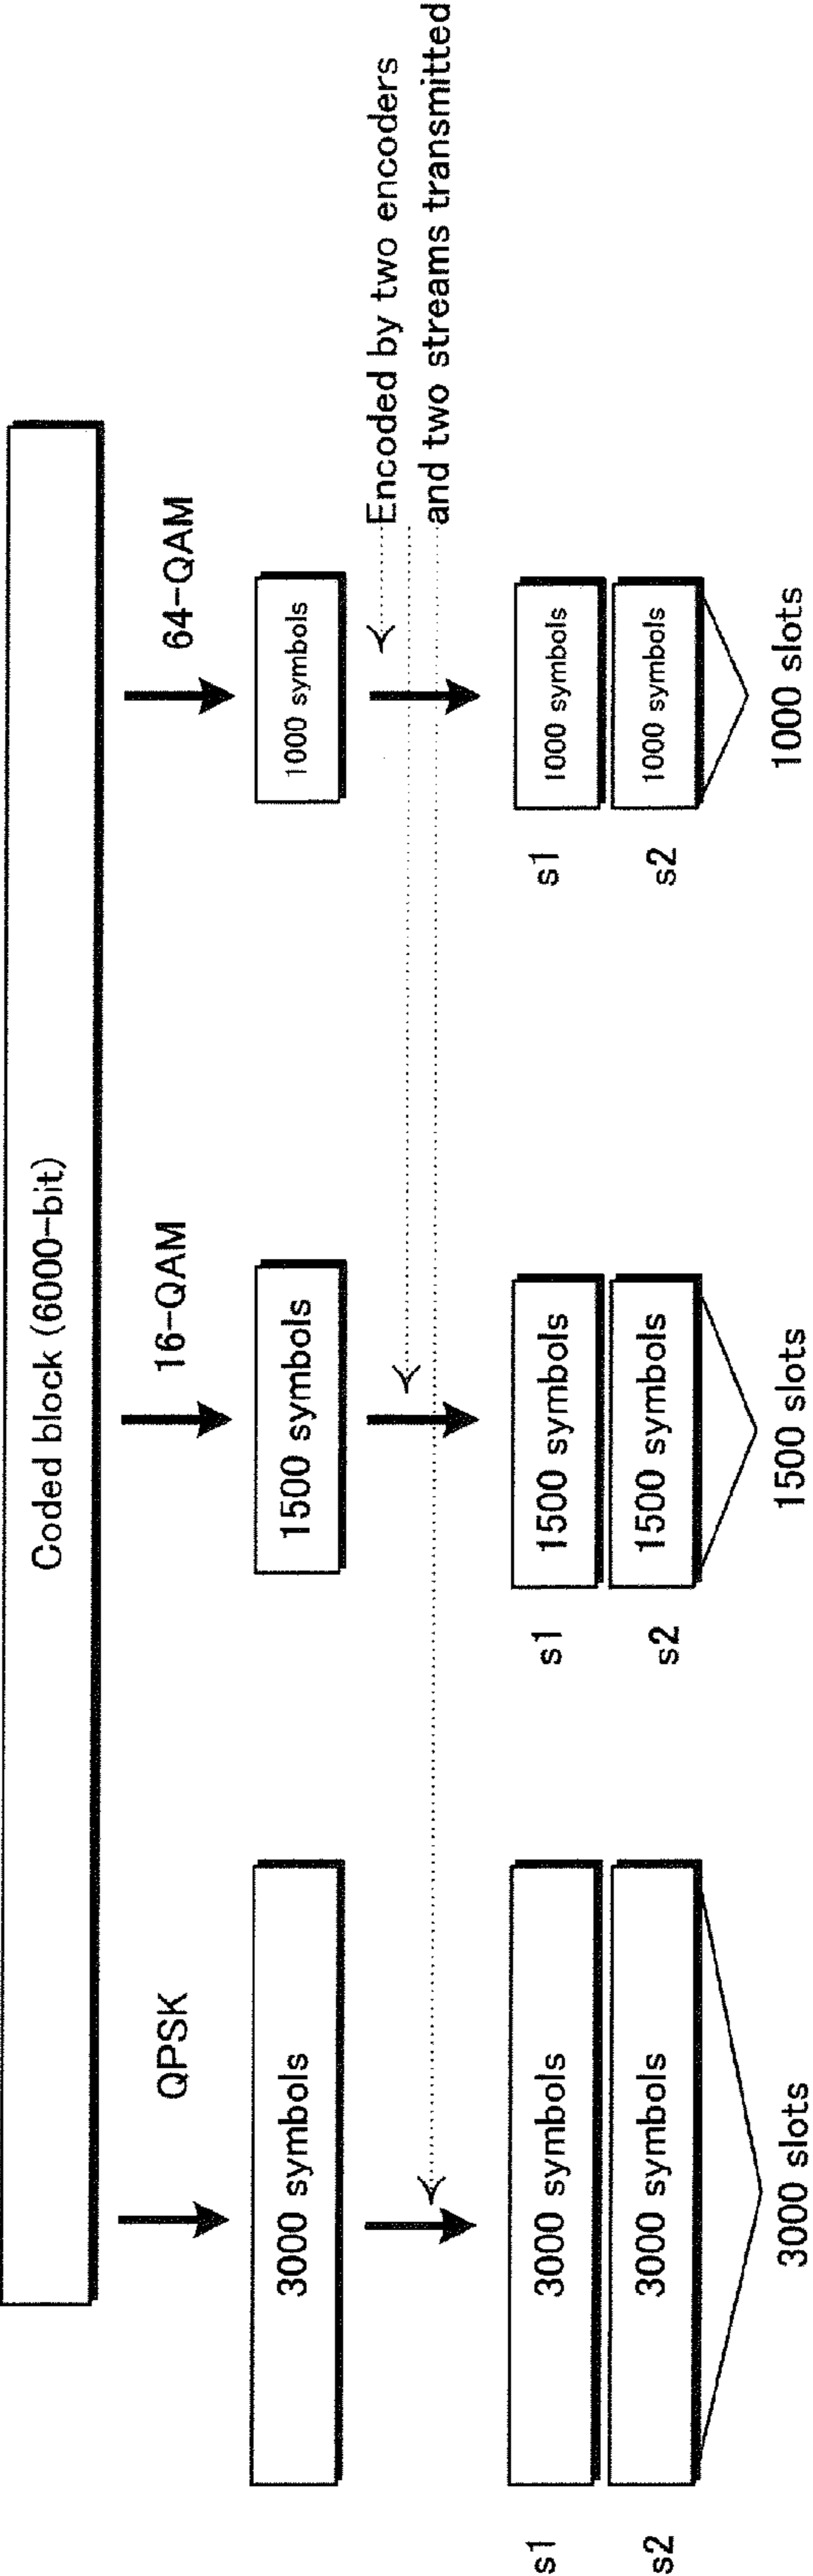 Coded block (6000-bit)
QPSK
16-QAM
64-QAM
3000 symbols
1500 symbols
1000 symbols
Encoded by two encoders
and two streams transmitted
s1
3000 symbols
s1
1500 symbols
s1
1000 symbols
s2
3000 symbols
s2
1500 symbols
s2
1000 symbols
3000 slots
1500 slots
1000 slots